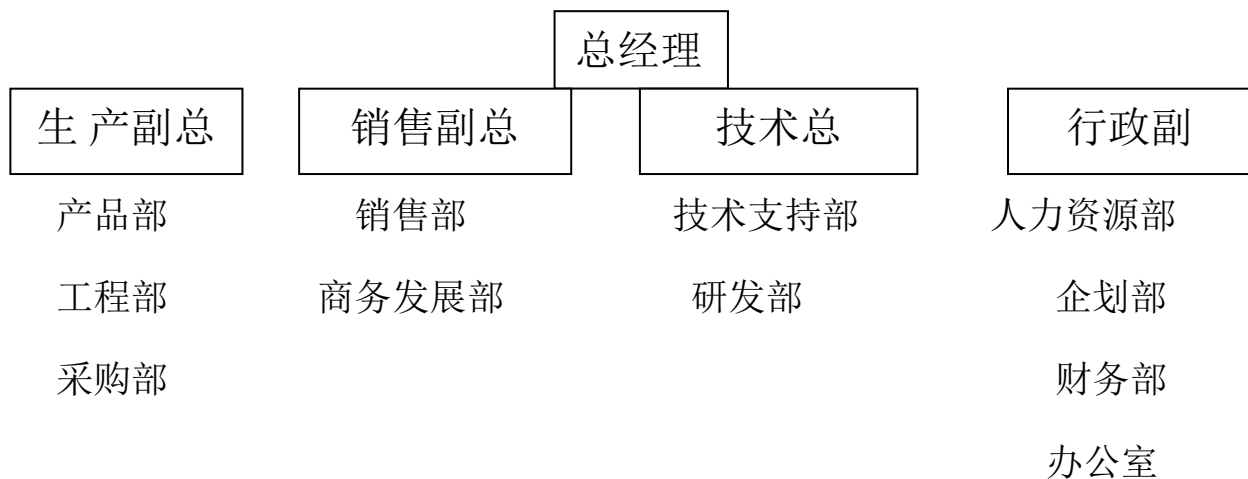 总经理
生 产副总 销售副总 技术总 行政副
产品部 销售部 技术支持部 人力资源部
工程部 商务发展部 研发部 企划部
采购部 财务部
办公室